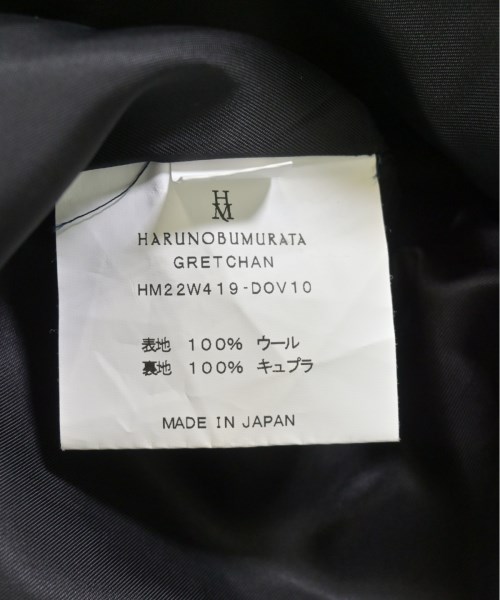 HM
HARUNOBUMURATA
GRETCHAN
HM22W419-DOV10
表地 100% ウール
裏地 100% キュプラ
MADE IN JAPAN